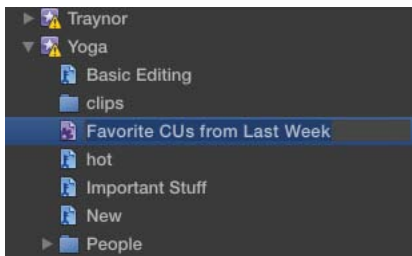 Traynor
Yoga
Basic Editing
clips
Favorite CUs from Last Week
hot
Important Stuff
New
People